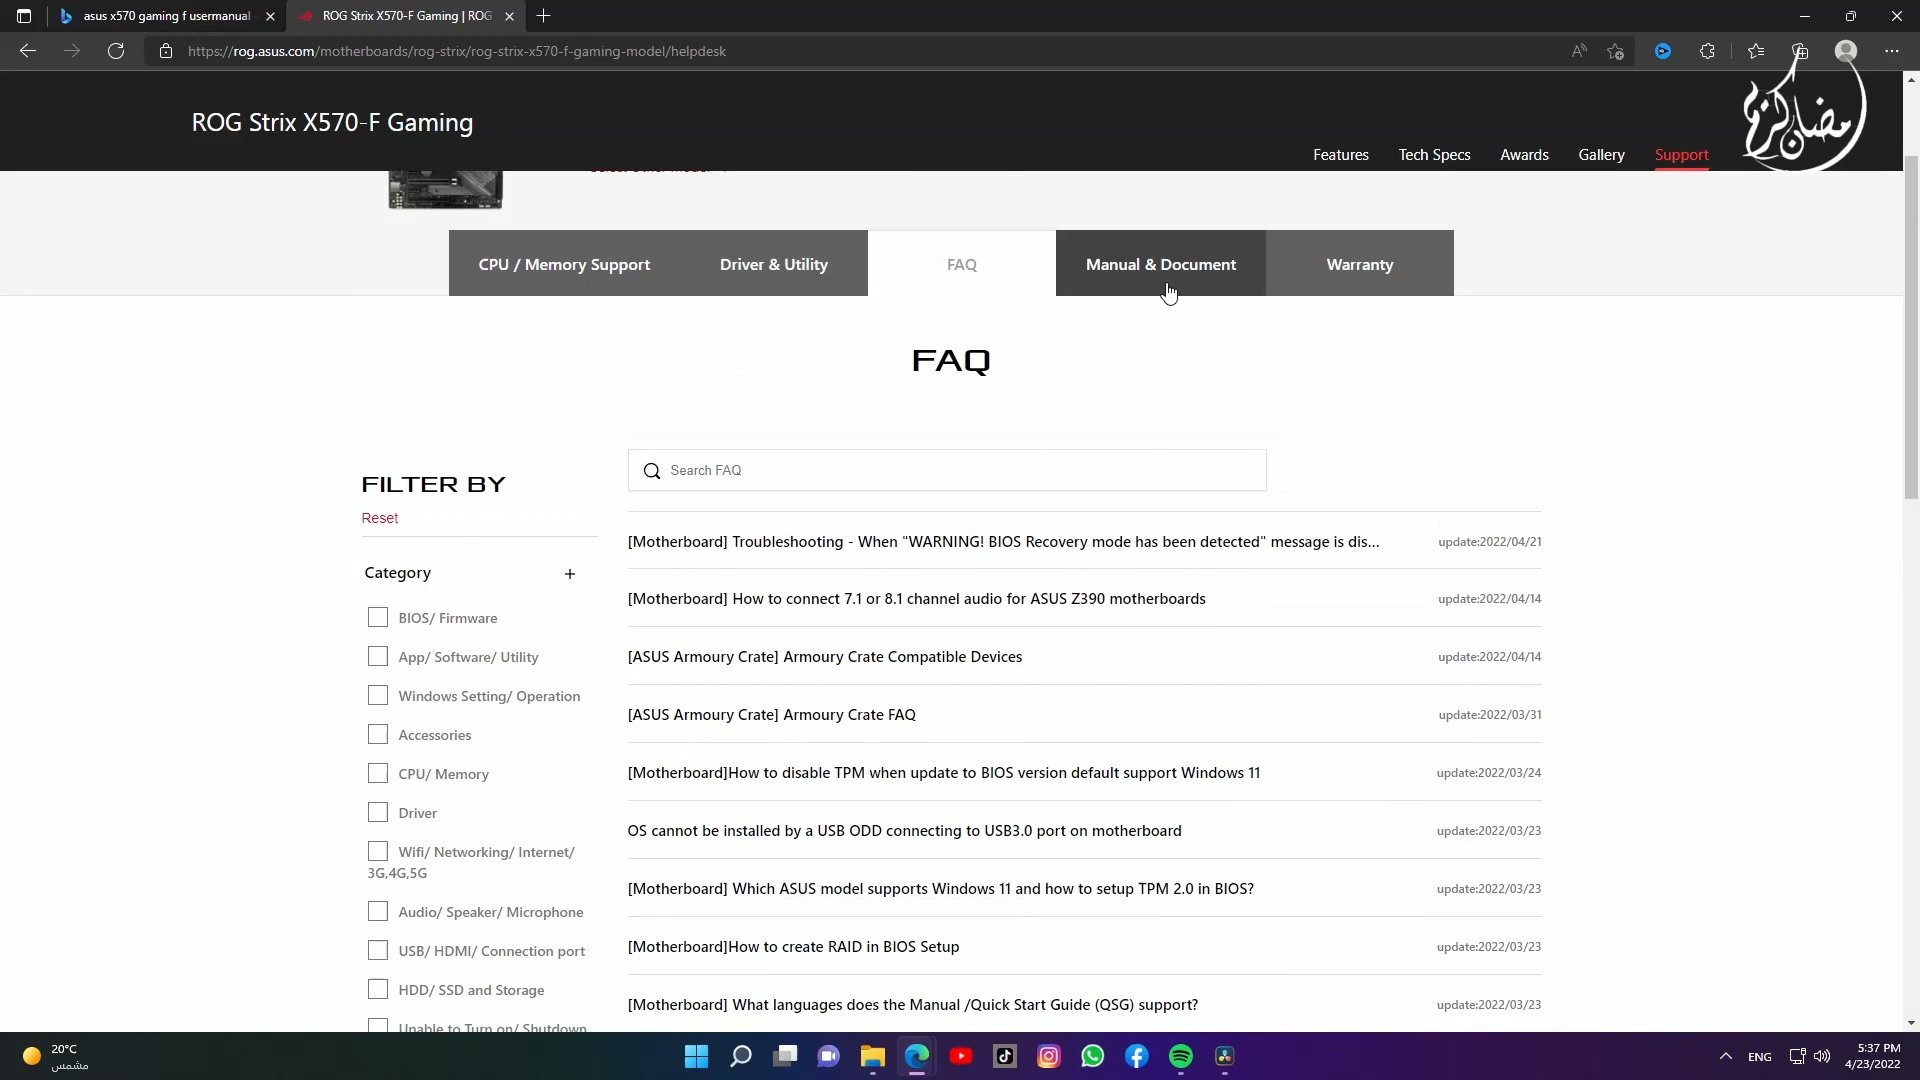 asus x570 gaming f usermanual
ROG Strix X570-F Gaming | ROG
https://rog.asus.com/motherboards/rog-strix/rog-strix-x570-f-gaming-model/helpdesk
ROG Strix X570-F Gaming
رمضان كريم
Features
Tech Specs
Awards
Gallery
Support
CPU / Memory Support
Driver & Utility
FAQ
Manual & Document
Warranty
FAQ
Search FAQ
FILTER BY
Reset
Category
BIOS/ Firmware
App/ Software/ Utility
Windows Setting/ Operation
Accessories
CPU/ Memory
Driver
Wifi/ Networking/ Internet/
3G,4G,5G
Audio/ Speaker/ Microphone
USB/ HDMI/ Connection port
HDD/ SSD and Storage
Unable to Turn on/ Shutdown
[Motherboard] Troubleshooting - When "WARNING! BIOS Recovery mode has been detected" message is dis... update:2022/04/21
[Motherboard] How to connect 7.1 or 8.1 channel audio for ASUS Z390 motherboards update:2022/04/14
[ASUS Armoury Crate] Armoury Crate Compatible Devices update:2022/04/14
[ASUS Armoury Crate] Armoury Crate FAQ update:2022/03/31
[Motherboard]How to disable TPM when update to BIOS version default support Windows 11 update:2022/03/24
OS cannot be installed by a USB ODD connecting to USB3.0 port on motherboard update:2022/03/23
[Motherboard] Which ASUS model supports Windows 11 and how to setup TPM 2.0 in BIOS? update:2022/03/23
[Motherboard]How to create RAID in BIOS Setup update:2022/03/23
[Motherboard] What languages does the Manual /Quick Start Guide (QSG) support? update:2022/03/23
20°C
مشمس
ENG
5:37 PM
4/23/2022